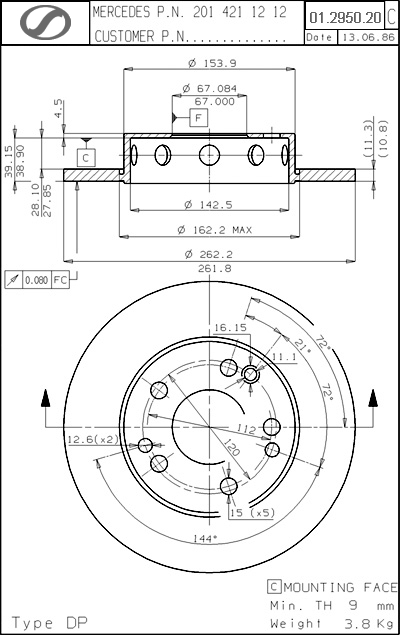 MERCEDES P.N. 201 421 12 12
CUSTOMER P.N..............
01.2950.20 C
Date 13.06.86
Ø 153.9
Ø 67.084
67.000
F
4.5
C
39.15
38.90
28.10
27.85
(11.3)
(10.8)
Ø 142.5
Ø 162.2 MAX
Ø 262.2
261.8
0.080 FC
16.15
72°
21°
11.1
72°
12.6(x2)
112
120
15 (x5)
144°
C MOUNTING FACE
Min. TH 9 mm
Type DP
Weight 3.8 Kg